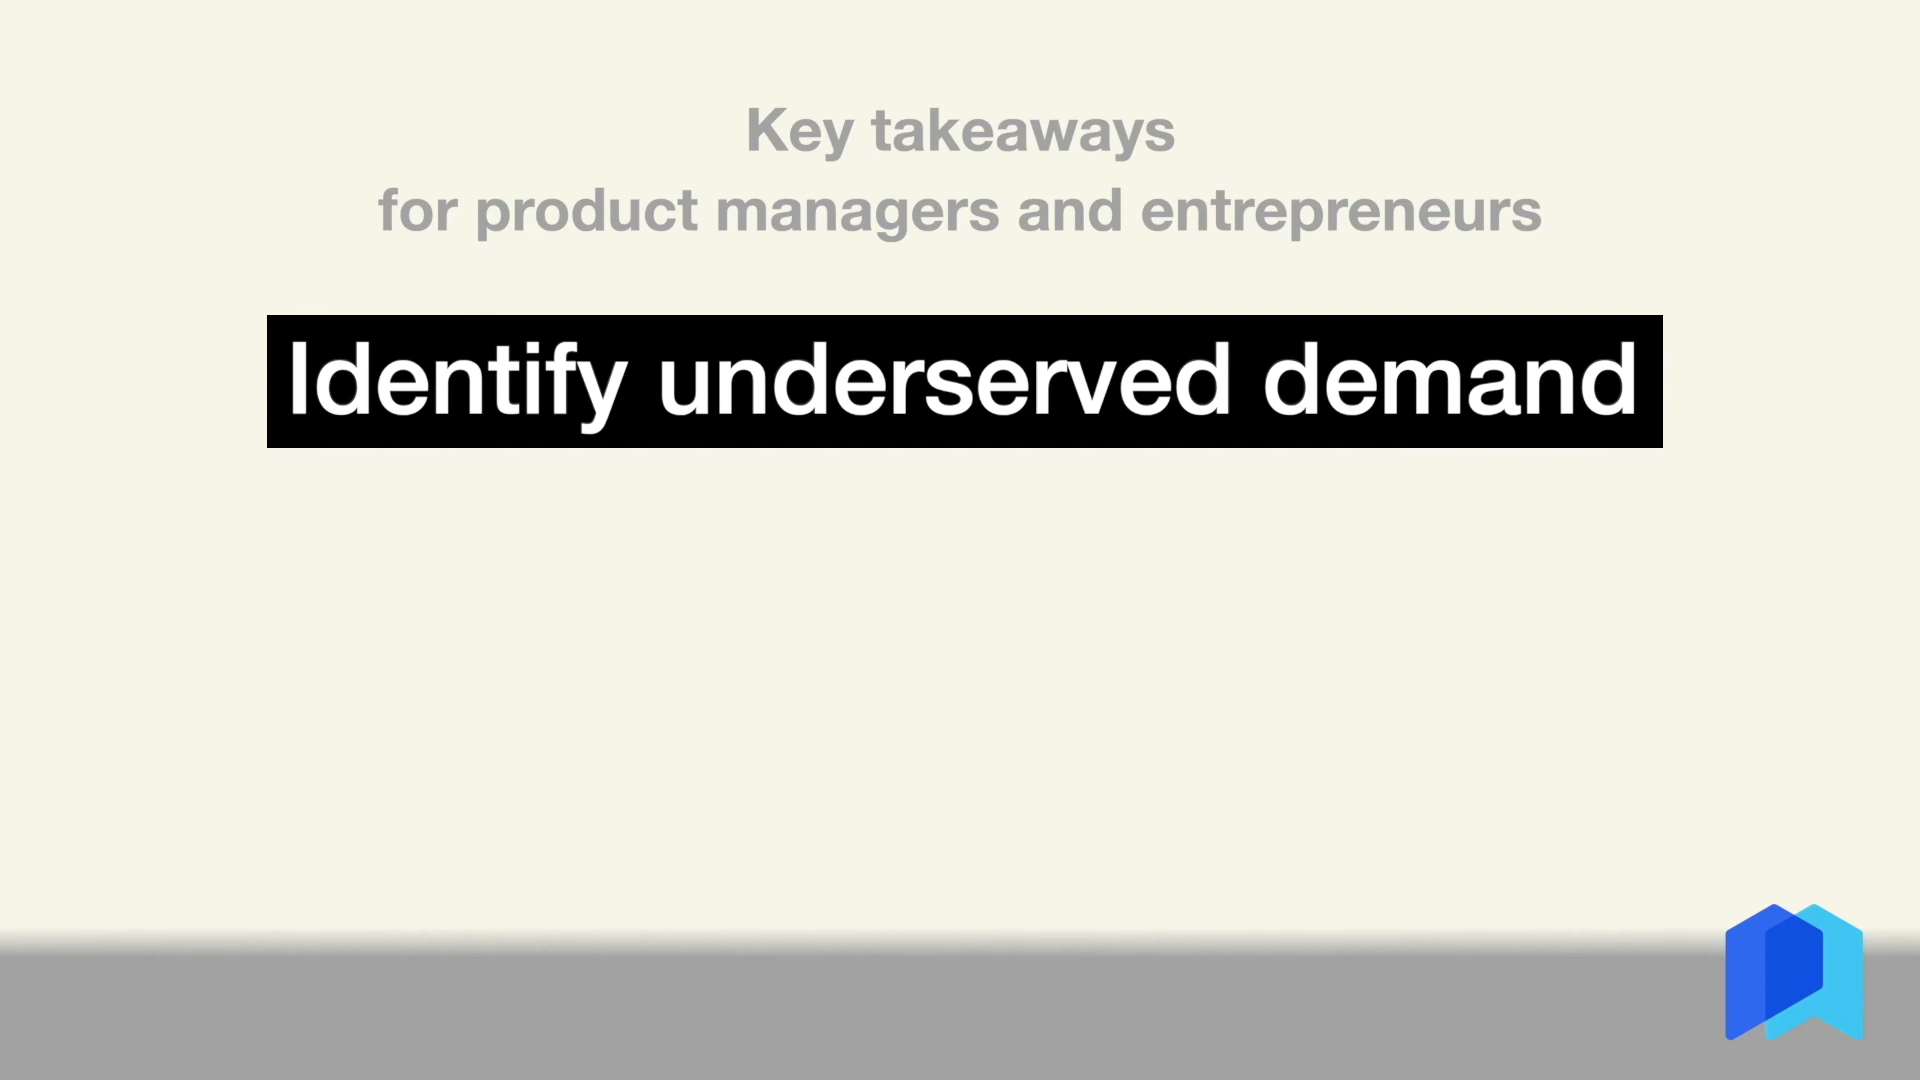 Key takeaways
for product managers and entrepreneurs
Identify underserved demand